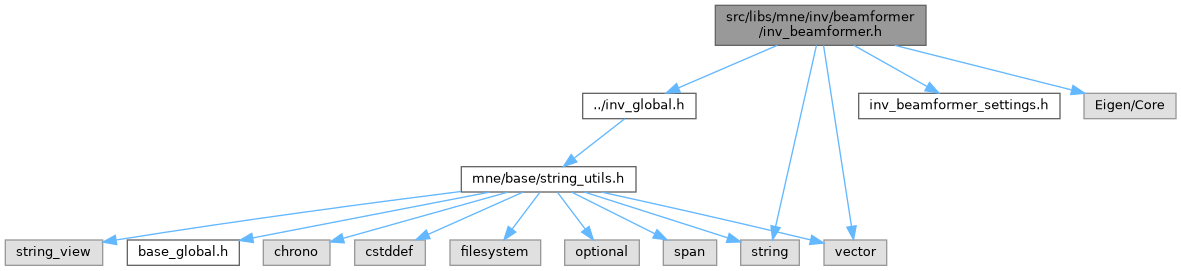 src/libs/mne/inv/beamformer
/inv_beamformer.h
../inv_global.h
inv_beamformer_settings.h
Eigen/Core
mne/base/string_utils.h
string_view
base_global.h
chrono
cstddef
filesystem
optional
span
string
vector